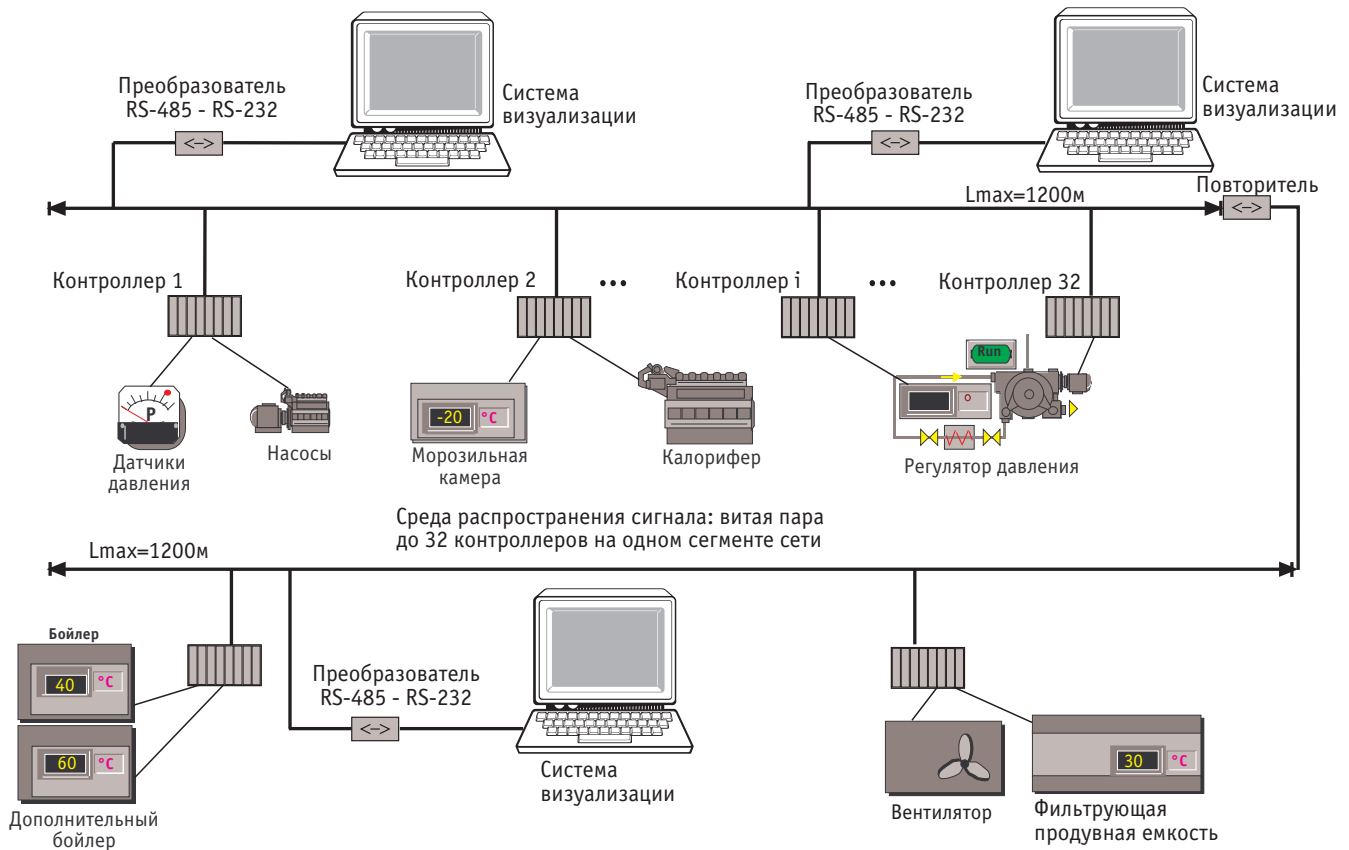 Преобразователь
RS-485 - RS-232
<->
Система
визуализации
Преобразователь
RS-485 - RS-232
<->
Система
визуализации
Lmax=1200м
Повторитель
<->
Контроллер 1
Контроллер 2
...
Контроллер i
...
Контроллер 32
P
Датчики
давления
Насосы
-20 °C
Морозильная
камера
Калорифер
Run
o
Регулятор давления
Среда распространения сигнала: витая пара
до 32 контроллеров на одном сегменте сети
Lmax=1200м
Бойлер
40 °C
60 °C
Дополнительный
бойлер
Преобразователь
RS-485 - RS-232
<->
Система
визуализации
Вентилятор
30 °C
Фильтрующая
продувная емкость